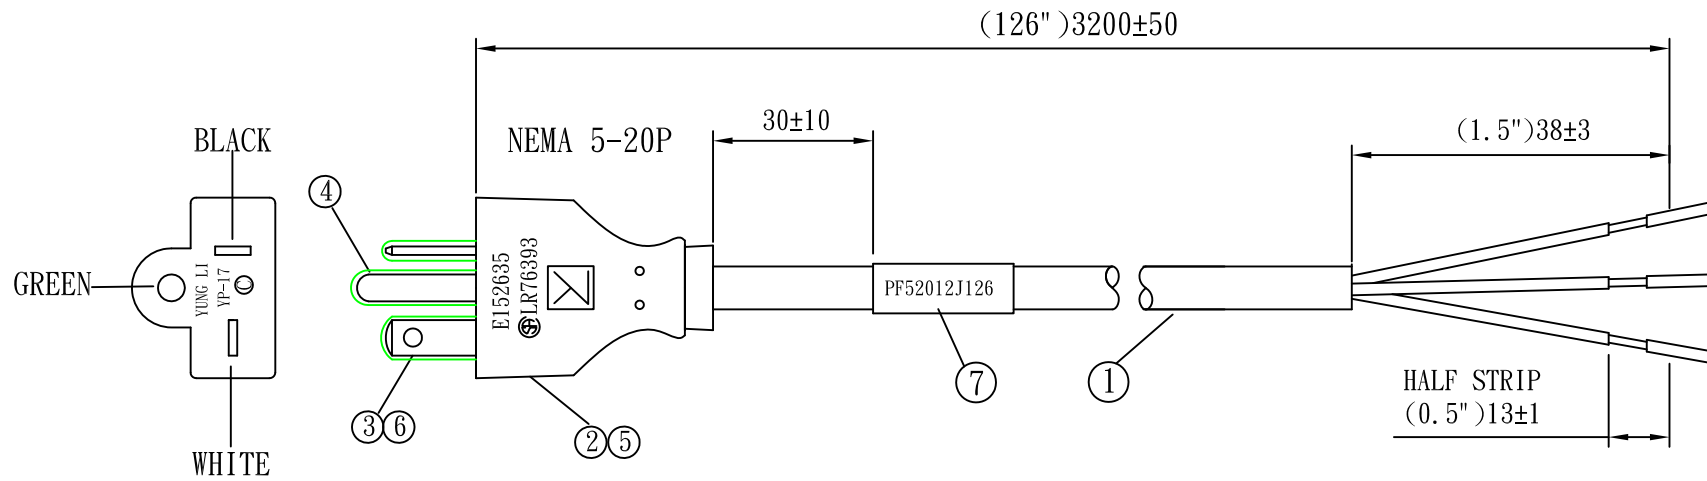 (126")3200±50
30±10
(1.5")38±3
NEMA 5-20P
BLACK
GREEN
WHITE
YUNG LI
YP-17
4
E152635
LR76393
PF52012J126
3 6
2 5
7
1
HALF STRIP
(0.5")13±1